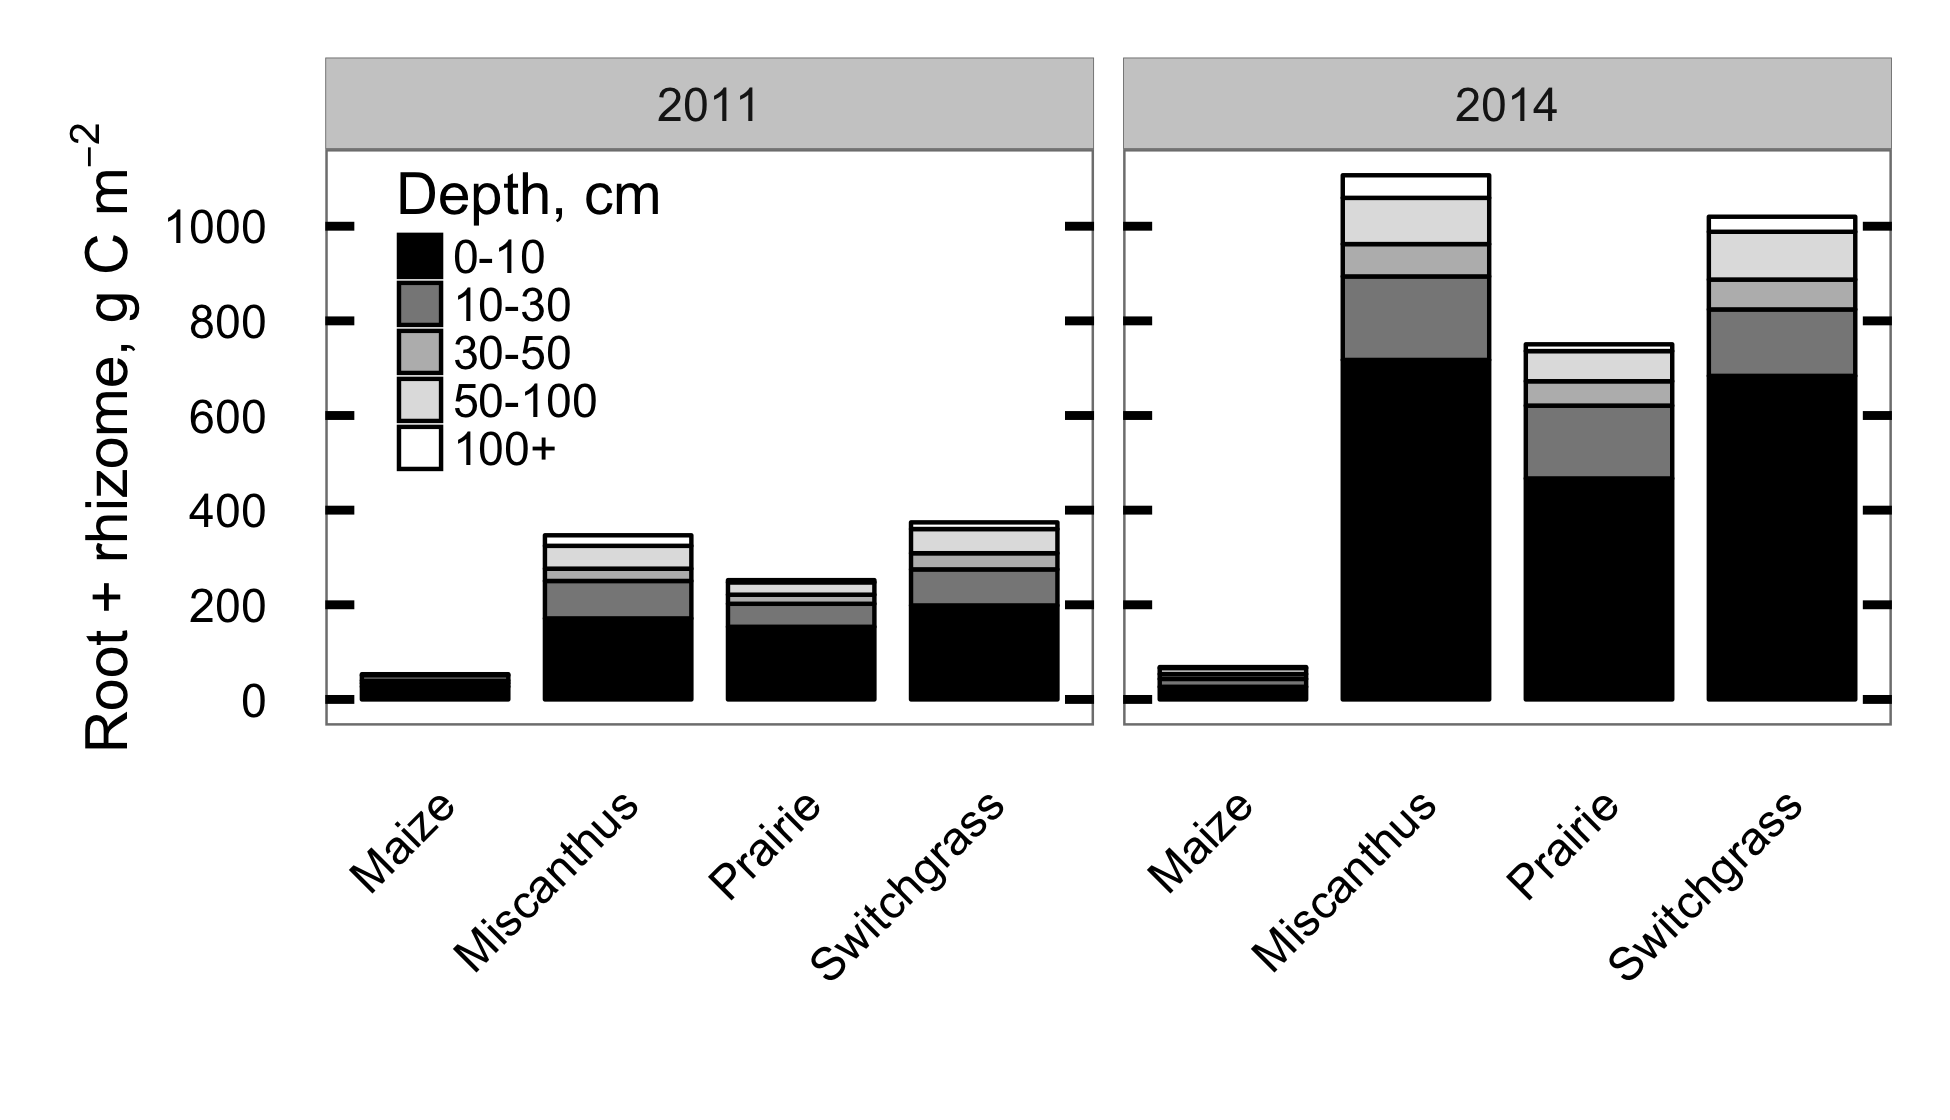 2011
2014
Root + rhizome, g C m−2
1000
800
600
400
200
0
Depth, cm
0-10
10-30
30-50
50-100
100+
Maize
Miscanthus
Prairie
Switchgrass
Maize
Miscanthus
Prairie
Switchgrass